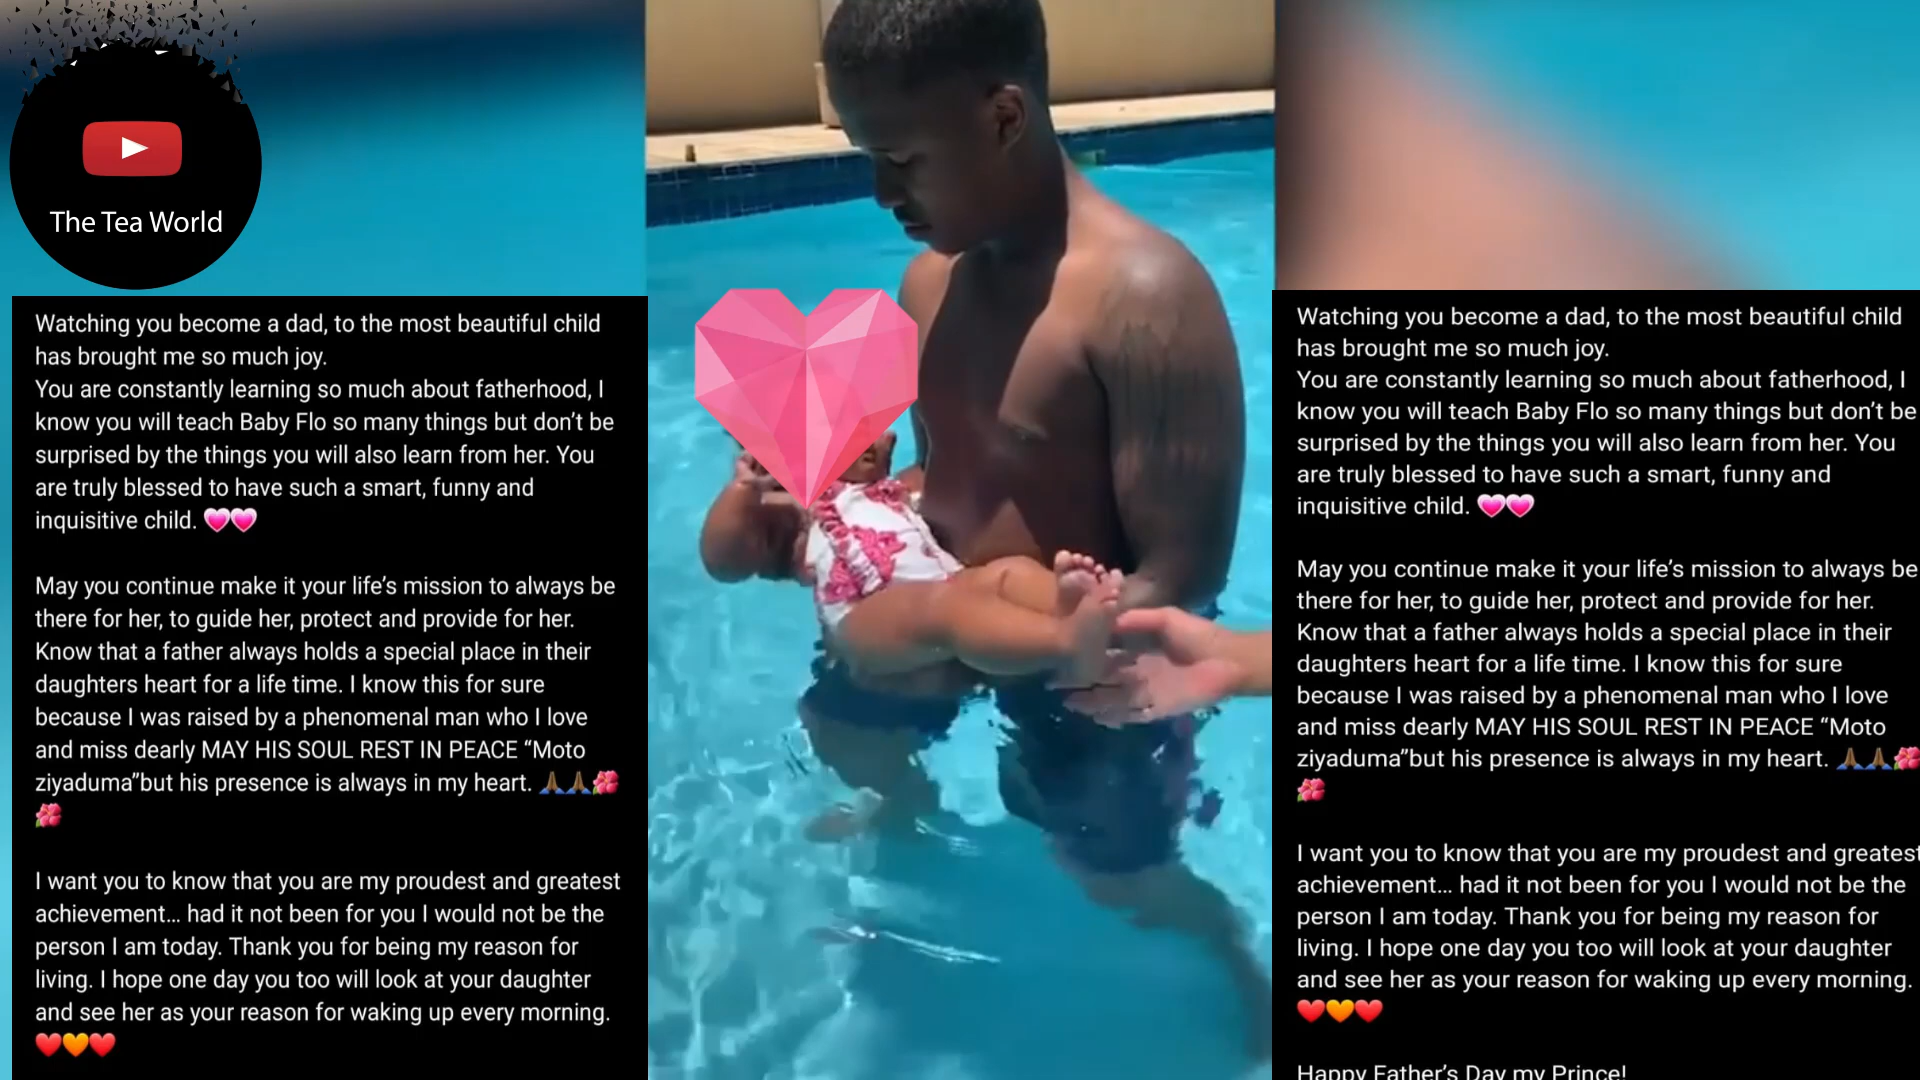 The Tea World
Watching you become a dad, to the most beautiful child
has brought me so much joy.
You are constantly learning so much about fatherhood, I
know you will teach Baby Flo so many things but don’t be
surprised by the things you will also learn from her. You
are truly blessed to have such a smart, funny and
inquisitive child. 💗💗
May you continue make it your life’s mission to always be
there for her, to guide her, protect and provide for her.
Know that a father always holds a special place in their
daughters heart for a life time. I know this for sure
because I was raised by a phenomenal man who I love
and miss dearly MAY HIS SOUL REST IN PEACE “Moto
ziyaduma”but his presence is always in my heart. 🙏🏾🙏🏾🌺
🌺
I want you to know that you are my proudest and greatest
achievement… had it not been for you I would not be the
person I am today. Thank you for being my reason for
living. I hope one day you too will look at your daughter
and see her as your reason for waking up every morning.
❤️🧡❤️
Watching you become a dad, to the most beautiful child
has brought me so much joy.
You are constantly learning so much about fatherhood, I
know you will teach Baby Flo so many things but don’t be
surprised by the things you will also learn from her. You
are truly blessed to have such a smart, funny and
inquisitive child. 💗💗
May you continue make it your life’s mission to always be
there for her, to guide her, protect and provide for her.
Know that a father always holds a special place in their
daughters heart for a life time. I know this for sure
because I was raised by a phenomenal man who I love
and miss dearly MAY HIS SOUL REST IN PEACE “Moto
ziyaduma”but his presence is always in my heart. 🙏🏾🙏🏾🌺
🌺
I want you to know that you are my proudest and greatest
achievement… had it not been for you I would not be the
person I am today. Thank you for being my reason for
living. I hope one day you too will look at your daughter
and see her as your reason for waking up every morning.
❤️🧡❤️
Happy Father’s Day my Prince!